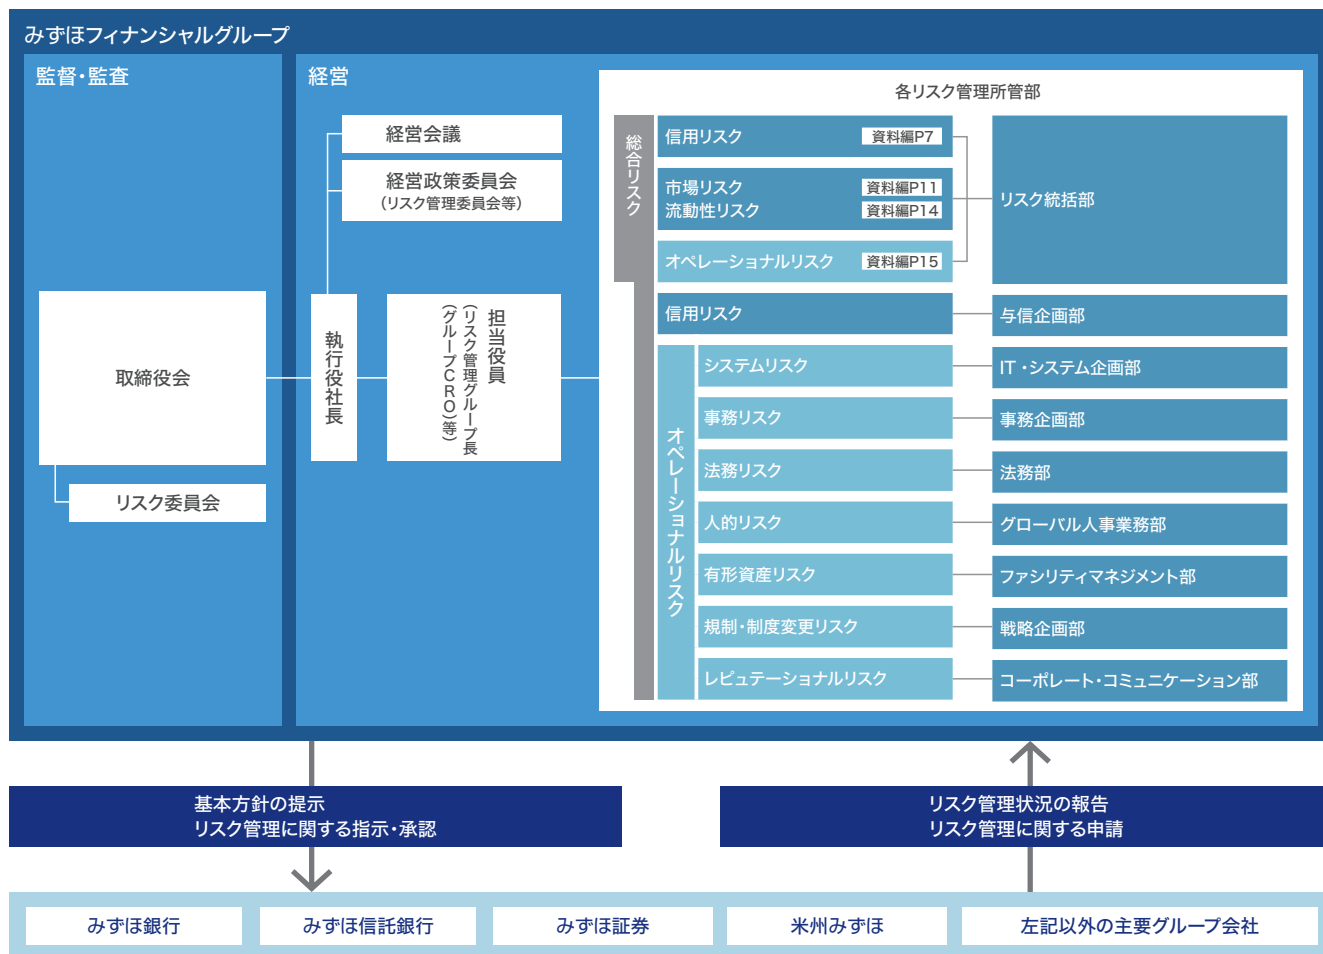 みずほフィナンシャルグループ
監督・監査
取締役会
リスク委員会
経営
経営会議
経営政策委員会
（リスク管理委員会等）
執行役社長
担当役員
（リスク管理グループ長
（グループCRO）等）
各リスク管理所管部
総合リスク
信用リスク 資料編P7
市場リスク 資料編P11
流動性リスク 資料編P14
オペレーショナルリスク 資料編P15
リスク統括部
信用リスク
与信企画部
オペレーショナルリスク
システムリスク
IT・システム企画部
事務リスク
事務企画部
法務リスク
法務部
人的リスク
グローバル人事業務部
有形資産リスク
ファシリティマネジメント部
規制・制度変更リスク
戦略企画部
レピュテーショナルリスク
コーポレート・コミュニケーション部
基本方針の提示
リスク管理に関する指示・承認
リスク管理状況の報告
リスク管理に関する申請
みずほ銀行
みずほ信託銀行
みずほ証券
米州みずほ
左記以外の主要グループ会社